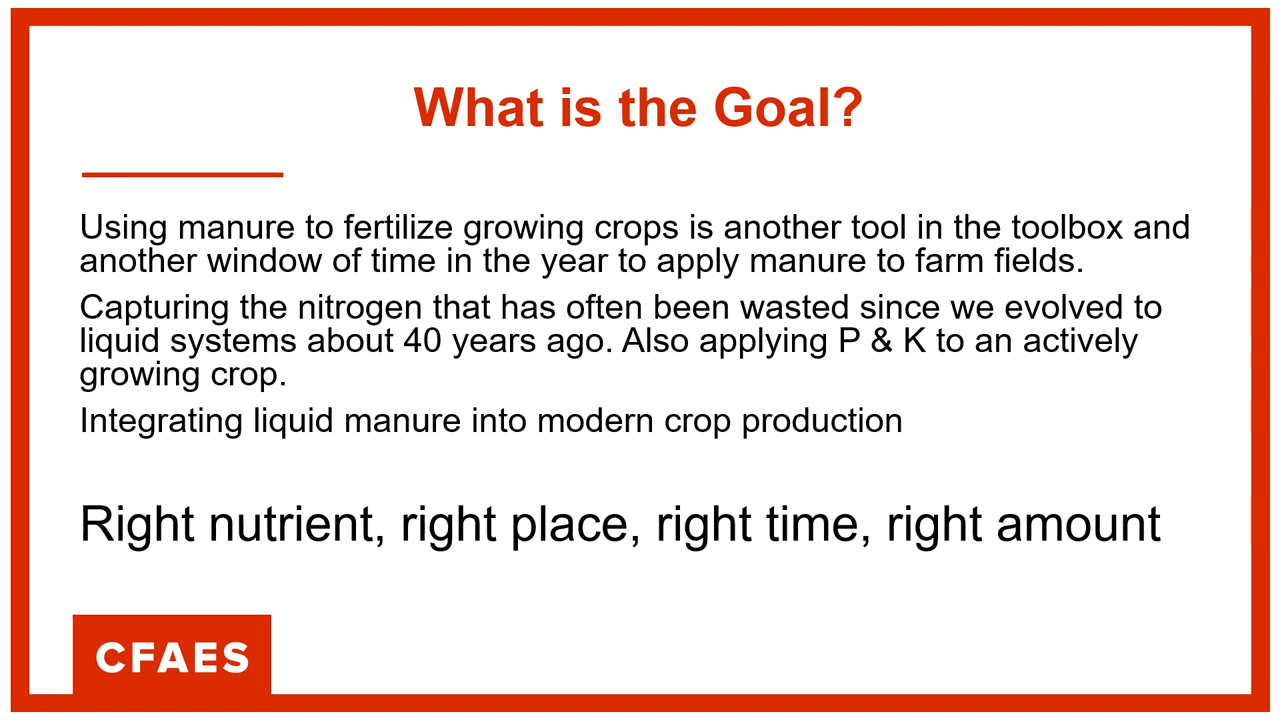 What is the Goal?
Using manure to fertilize growing crops is another tool in the toolbox and
another window of time in the year to apply manure to farm fields.
Capturing the nitrogen that has often been wasted since we evolved to
liquid systems about 40 years ago. Also applying P & K to an actively
growing crop.
Integrating liquid manure into modern crop production
Right nutrient, right place, right time, right amount
CFAES